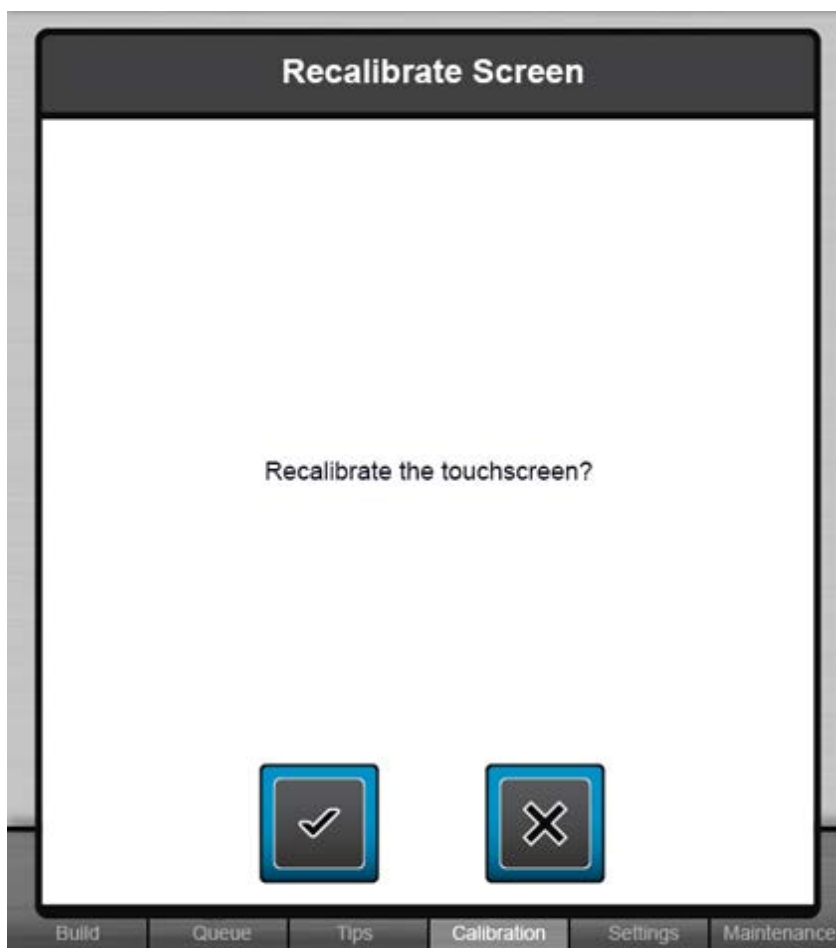 Recalibrate Screen
Recalibrate the touchscreen?
Build Queue Tips Calibration Settings Maintenance